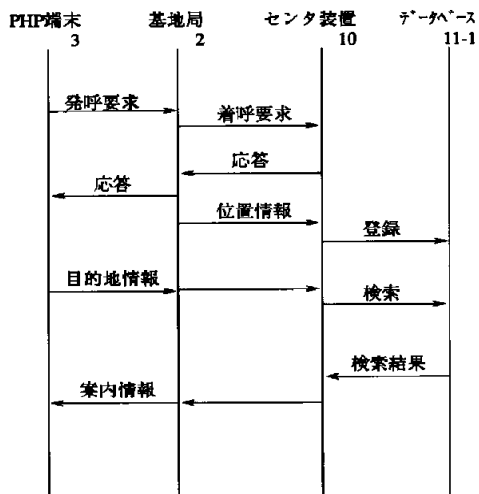 PHP端末 基地局 センタ装置 データベース
3 2 10 11-1
発呼要求
着呼要求
応答
応答
位置情報
登録
目的地情報
検索
検索結果
案内情報